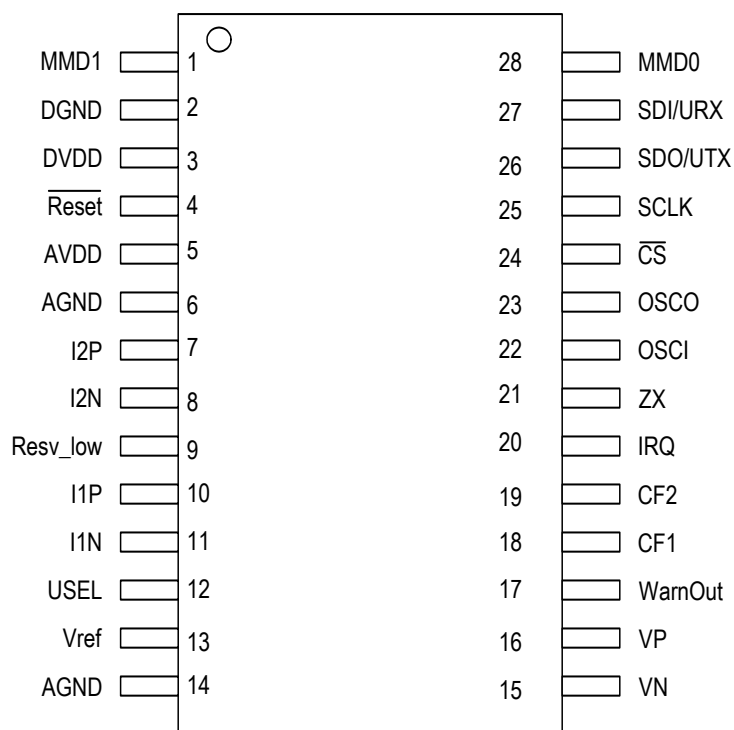 MMD1 1 28 MMD0
DGND 2 27 SDI/URX
DVDD 3 26 SDO/UTX
Reset 4 25 SCLK
AVDD 5 24 CS
AGND 6 23 OSCO
I2P 7 22 OSCI
I2N 8 21 ZX
Resv_low 9 20 IRQ
I1P 10 19 CF2
I1N 11 18 CF1
USEL 12 17 WarnOut
Vref 13 16 VP
AGND 14 15 VN